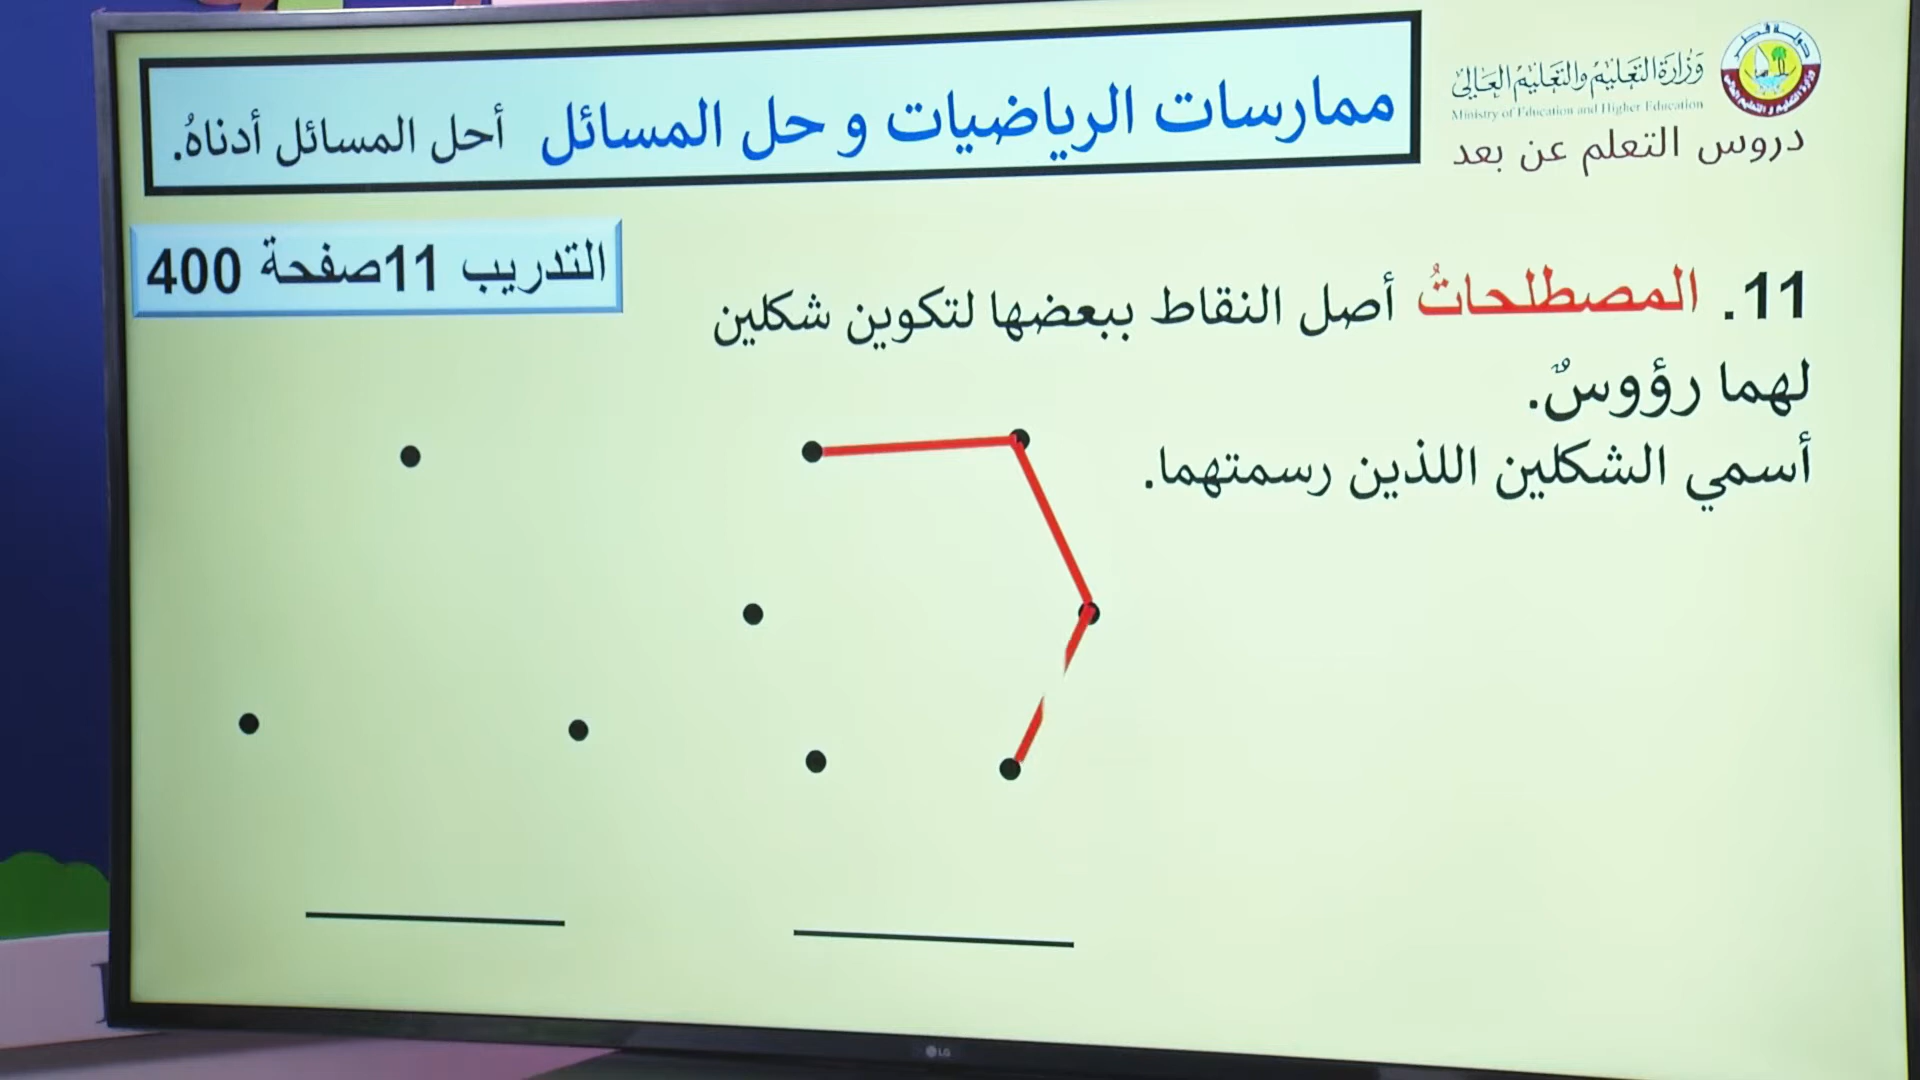 ممارسات الرياضيات و حل المسائل أحل المسائل أدناهُ.
وزارة التعليم والتعليم العالي
Ministry of Education and Higher Education
دروس التعلم عن بعد
التدريب 11صفحة 400
11. المصطلحاتُ أصل النقاط ببعضها لتكوين شكلين
لهما رؤوسٌ.
أسمي الشكلين اللذين رسمتهما.
LG